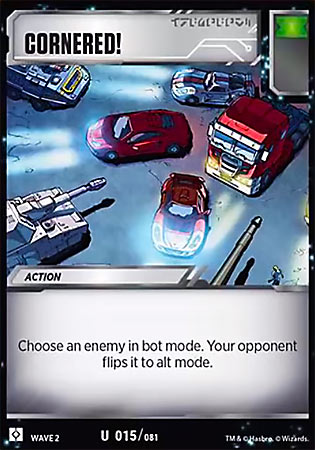 CORNERED!
ACTION
Choose an enemy in bot mode. Your opponent
flips it to alt mode.
WAVE 2 U 015/081 TM & © Hasbro. © Wizards.